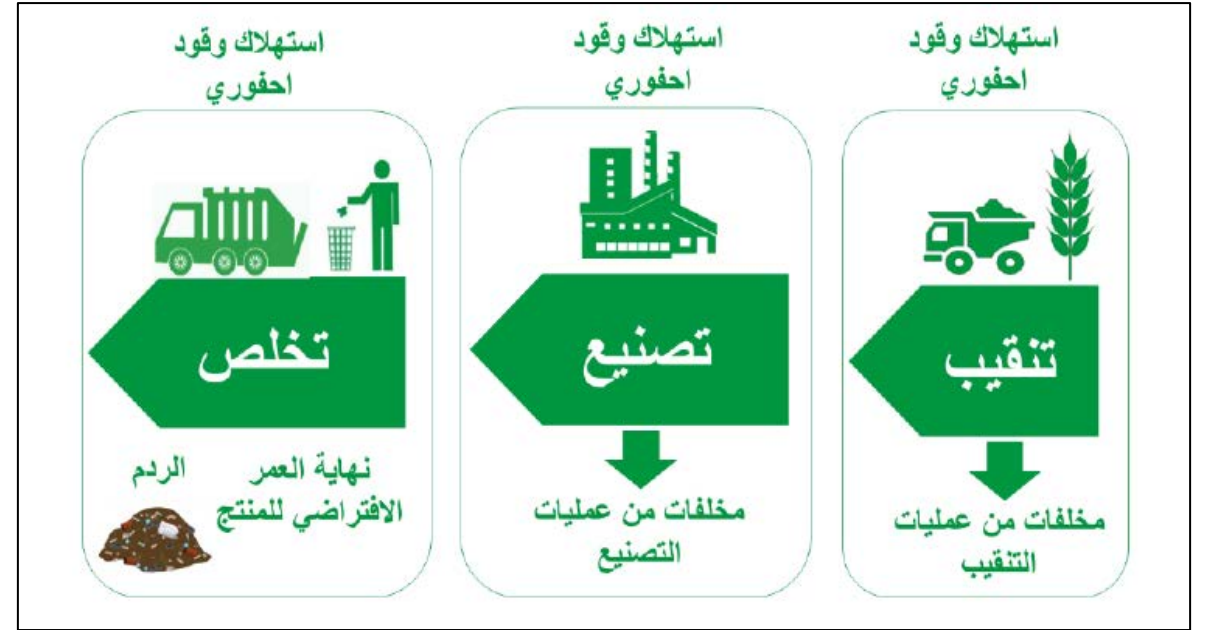 استهلاك وقود
احفوري
تنقيب
مخلفات من عمليات
التنقيب
استهلاك وقود
احفوري
تصنيع
مخلفات من عمليات
التصنيع
استهلاك وقود
احفوري
تخلص
نهاية العمر
الافتراضي للمنتج
الردم